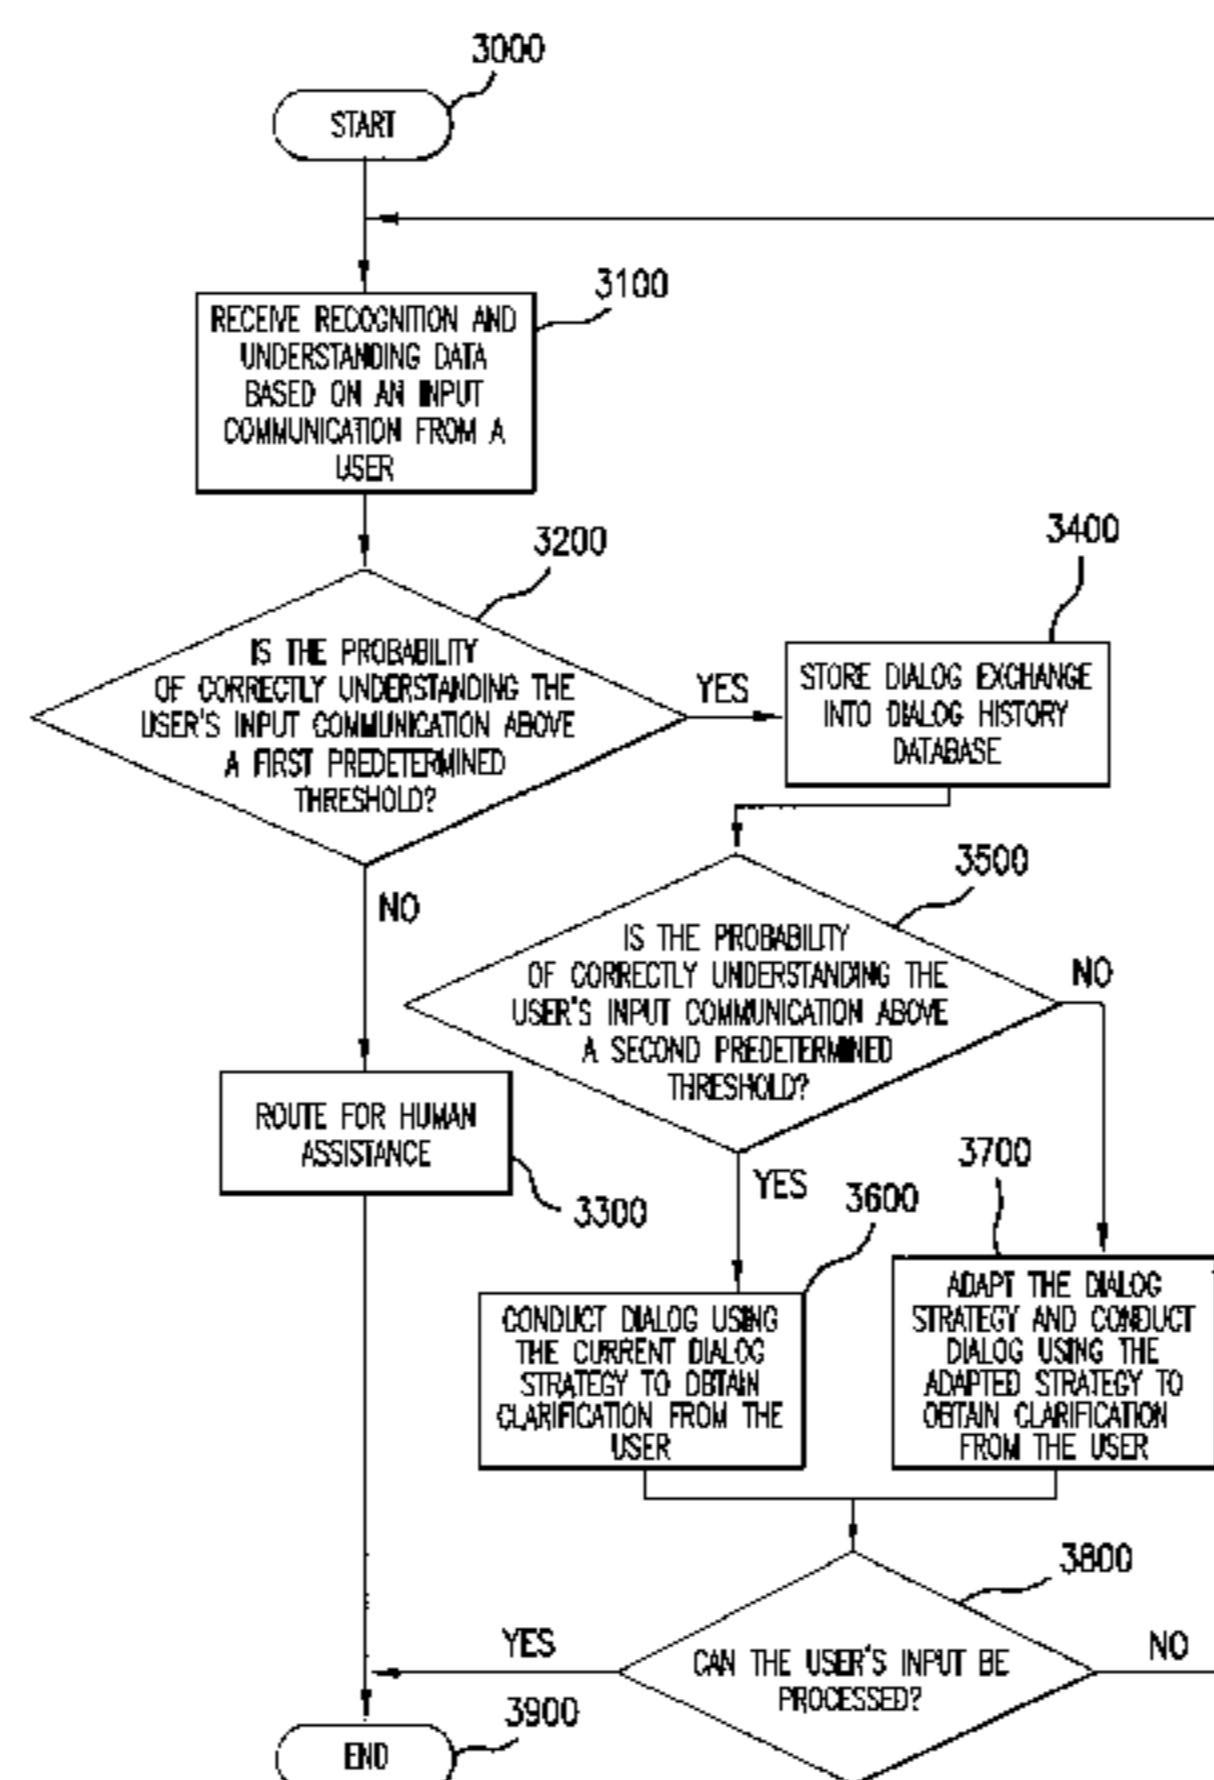 3000
START
3100
RECEIVE RECOGNITION AND
UNDERSTANDING DATA
BASED ON AN INPUT
COMMUNICATION FROM A
USER
3200
IS THE PROBABILITY
OF CORRECTLY UNDERSTANDING THE
USER'S INPUT COMMUNICATION ABOVE
A FIRST PREDETERMINED
THRESHOLD?
YES
NO
3400
STORE DIALOG EXCHANGE
INTO DIALOG HISTORY
DATABASE
3500
IS THE PROBABILITY
OF CORRECTLY UNDERSTANDING THE
USER'S INPUT COMMUNICATION ABOVE
A SECOND PREDETERMINED
THRESHOLD?
NO
YES
ROUTE FOR HUMAN
ASSISTANCE
3300
3600
CONDUCT DIALOG USING
THE CURRENT DIALOG
STRATEGY TO OBTAIN
CLARIFICATION FROM THE
USER
3700
ADAPT THE DIALOG
STRATEGY AND CONDUCT
DIALOG USING THE
ADAPTED STRATEGY TO
OBTAIN CLARIFICATION
FROM THE USER
3800
CAN THE USER'S INPUT BE
PROCESSED?
YES
NO
3900
END